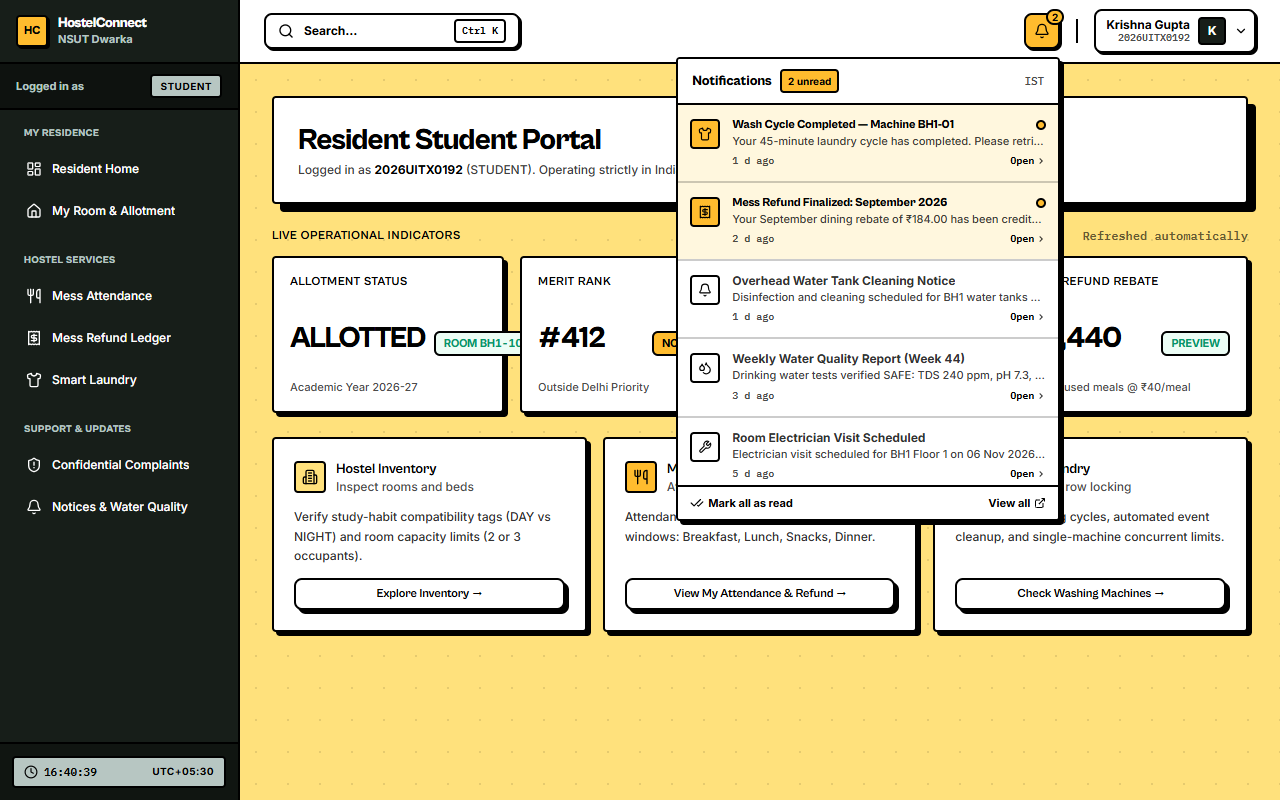 HC
HostelConnect
NSUT Dwarka
Logged in as
STUDENT
MY RESIDENCE
Resident Home
My Room & Allotment
HOSTEL SERVICES
Mess Attendance
Mess Refund Ledger
Smart Laundry
SUPPORT & UPDATES
Confidential Complaints
Notices & Water Quality
16:40:39
UTC+05:30
Search...
Ctrl K
2
Krishna Gupta
2026UITX0192
K
Notifications
2 unread
IST
Wash Cycle Completed — Machine BH1-01
Your 45-minute laundry cycle has completed. Please retri...
1 d ago
Open ›
Mess Refund Finalized: September 2026
Your September dining rebate of ₹184.00 has been credit...
2 d ago
Open ›
Overhead Water Tank Cleaning Notice
Disinfection and cleaning scheduled for BH1 water tanks ...
1 d ago
Open ›
Weekly Water Quality Report (Week 44)
Drinking water tests verified SAFE: TDS 240 ppm, pH 7.3, ...
3 d ago
Open ›
Room Electrician Visit Scheduled
Electrician visit scheduled for BH1 Floor 1 on 06 Nov 2026...
5 d ago
Open ›
Mark all as read
View all
Resident Student Portal
Logged in as 2026UITX0192 (STUDENT). Operating strictly in Indi
LIVE OPERATIONAL INDICATORS
Refreshed automatically
ALLOTMENT STATUS
ALLOTTED
ROOM BH1-10
Academic Year 2026-27
MERIT RANK
#412
Outside Delhi Priority
REFUND REBATE
440
PREVIEW
used meals @ ₹40/meal
Hostel Inventory
Inspect rooms and beds
Verify study-habit compatibility tags (DAY vs
NIGHT) and room capacity limits (2 or 3
occupants).
Explore Inventory →
windows: Breakfast, Lunch, Snacks, Dinner.
View My Attendance & Refund →
row locking
cycles, automated event
cleanup, and single-machine concurrent limits.
Check Washing Machines →